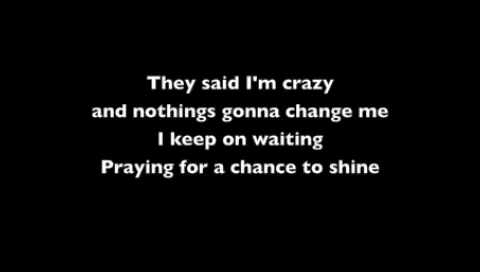 They said I'm crazy
and nothings gonna change me
I keep on waiting
Praying for a chance to shine